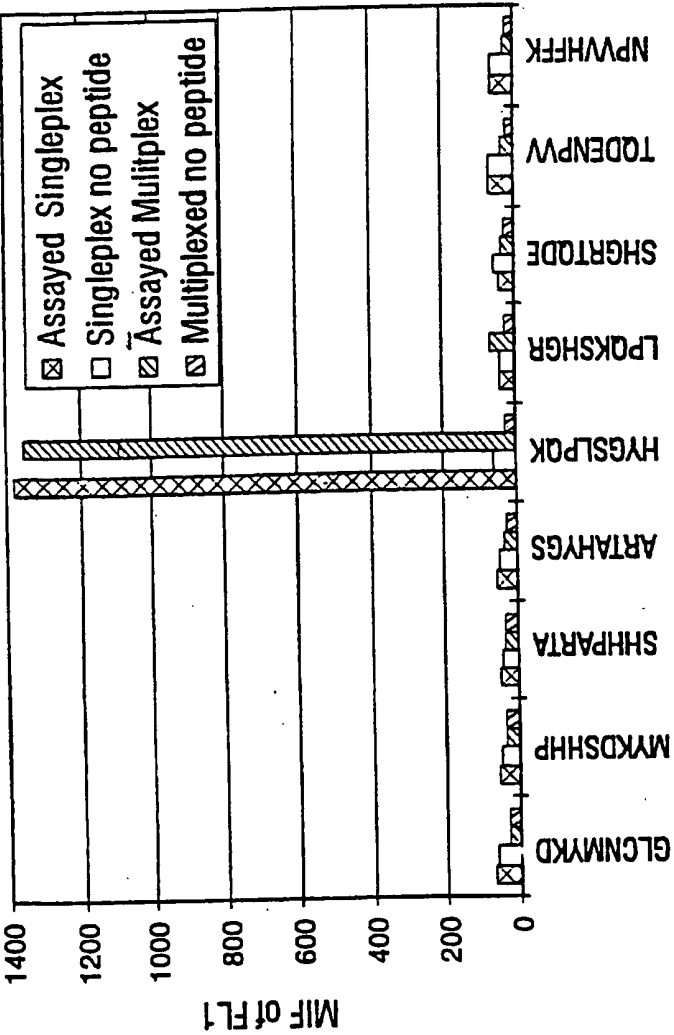 MIF of FL1
1400
1200
1000
800
600
400
200
0
Assayed Singleplex
Singleplex no peptide
Assayed Mulitplex
Multiplexed no peptide
GLCNMYKD
MYKDSHHP
SHHPARTA
ARTAHYGS
HYGSLPQK
LPQKSHGR
SHGRTQDE
TQDENPVV
NPVVHFFK